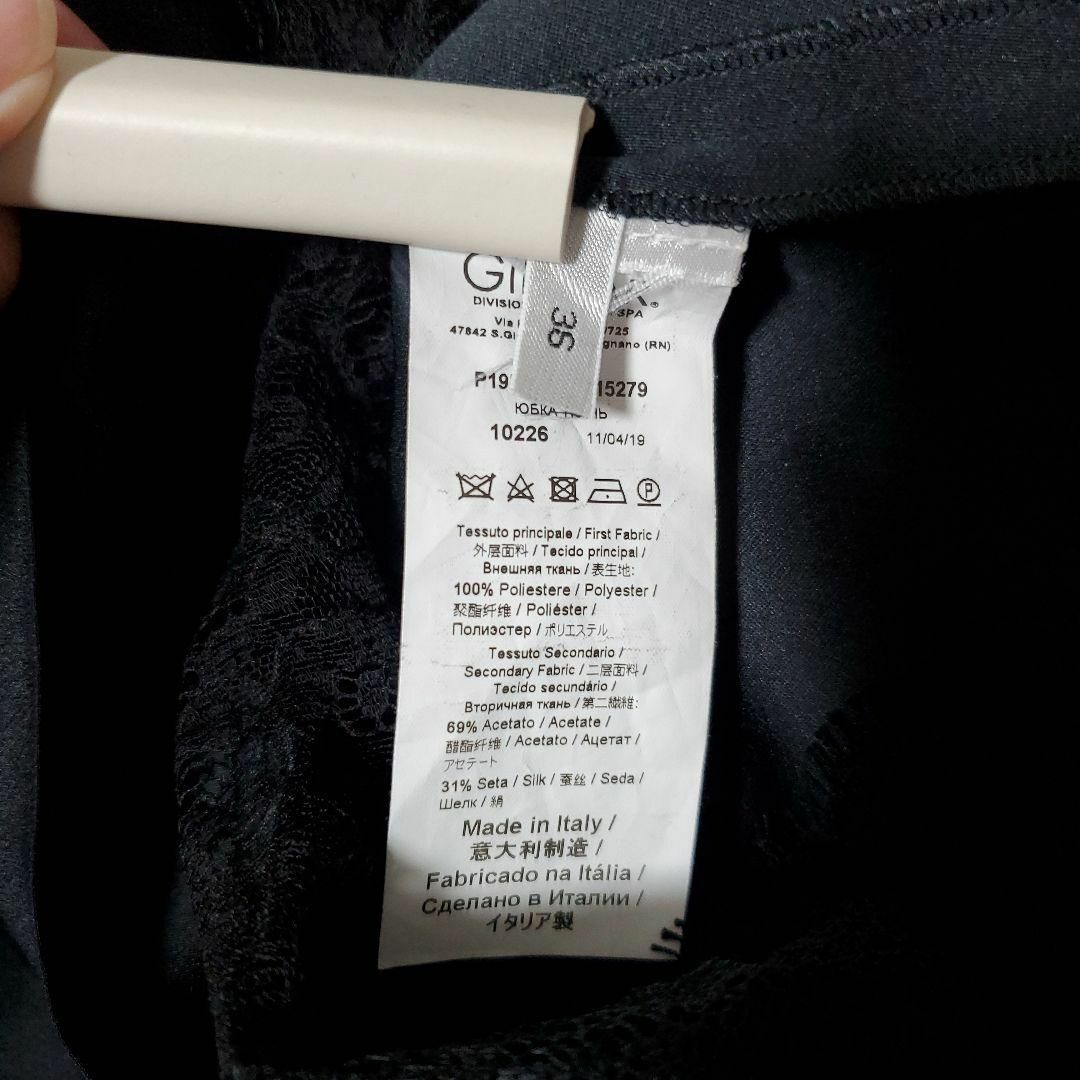 DIVISIO SPA
Via /725
47842 S.G gnano (RN)
36
P19 15279
ЮБКА
10226 11/04/19
P
Tessuto principale / First Fabric /
外层面料 / Tecido principal /
Внешняя ткань / 表生地:
100% Poliestere / Polyester /
聚酯纤维 / Poliéster /
Полиэстер / ポリエステル
Tessuto Secondario /
Secondary Fabric / 二层面料 /
Tecido secundário /
Вторичная ткань / 第二繊維:
69% Acetato / Acetate /
醋酯纤维 / Acetato / Ацетат /
アセテート
31% Seta / Silk / 蚕丝 / Seda /
Шелк / 絹
Made in Italy /
意大利制造 /
Fabricado na Itália /
Сделано в Италии /
イタリア製